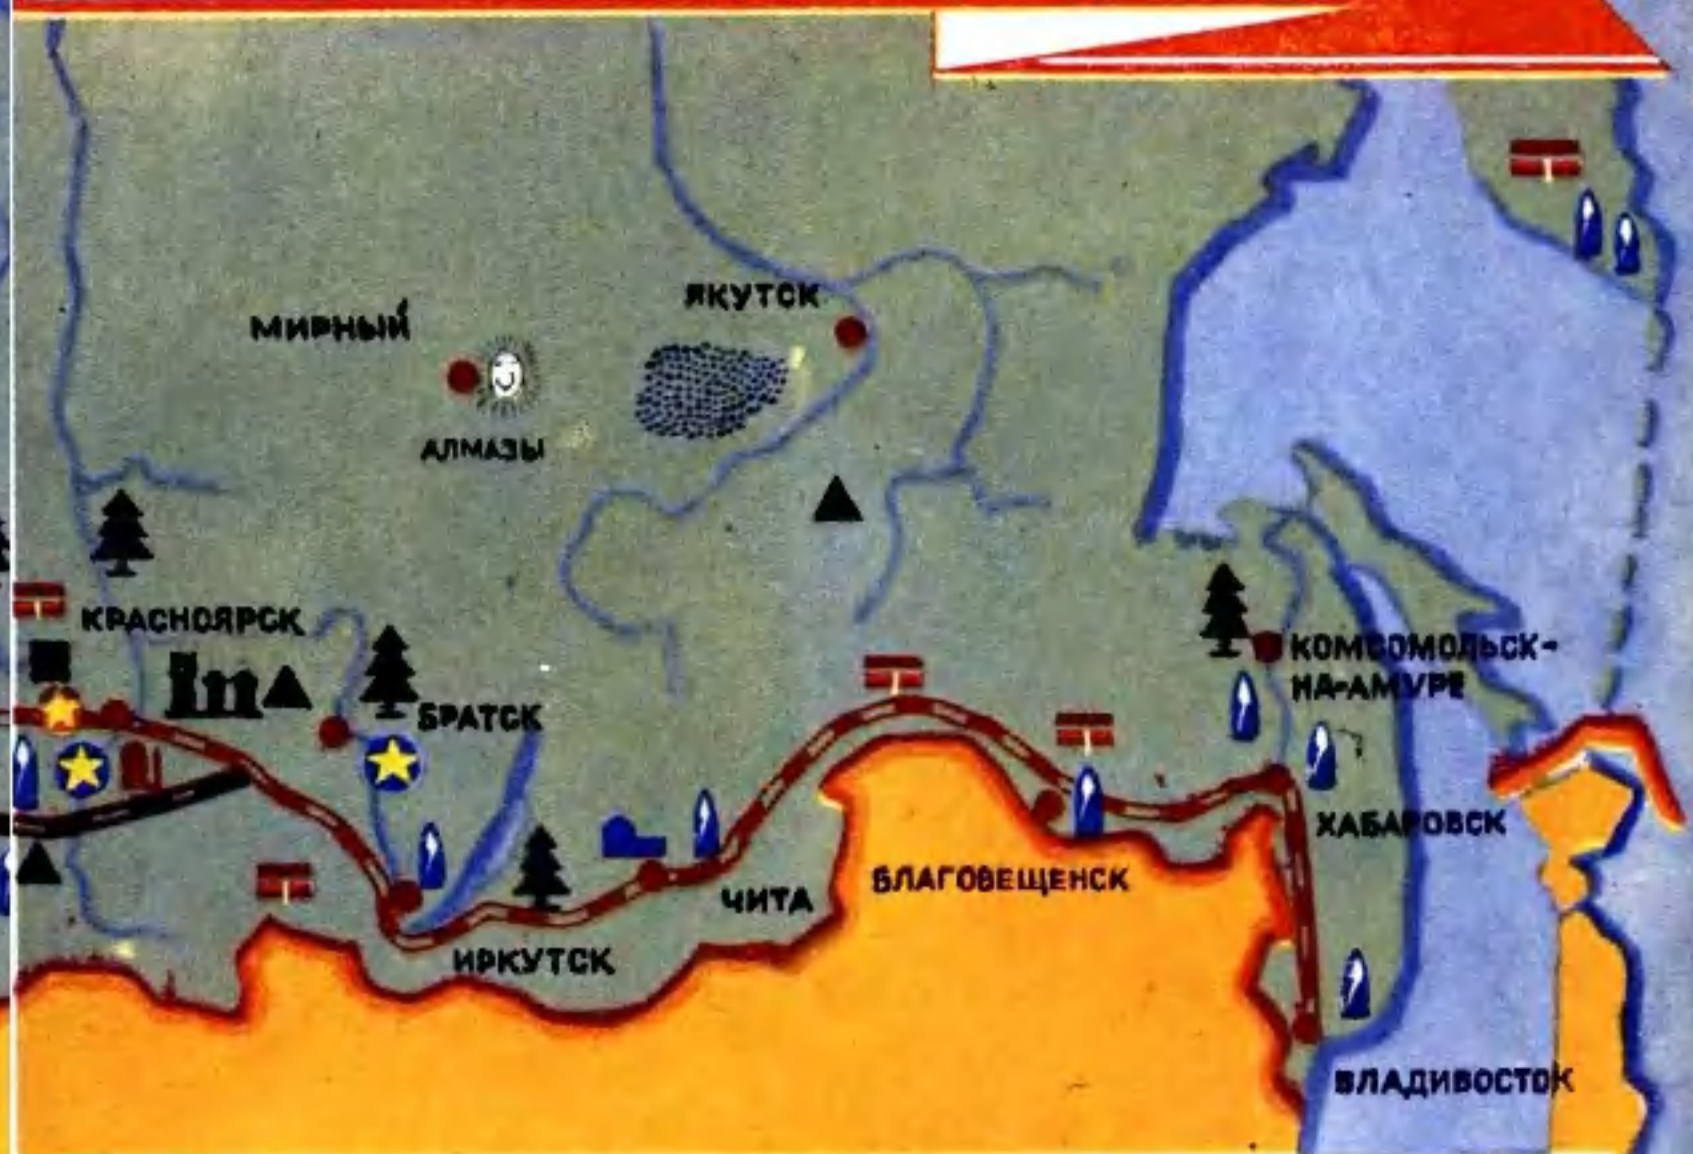 ЯКУТСК
МИРНЫЙ
АЛМАЗЫ
КРАСНОЯРСК
КОМСОМОЛЬСК-
НА-АМУРЕ
БРАТСК
ХАБАРОВСК
БЛАГОВЕЩЕНСК
ЧИТА
ИРКУТСК
ВЛАДИВОСТОК